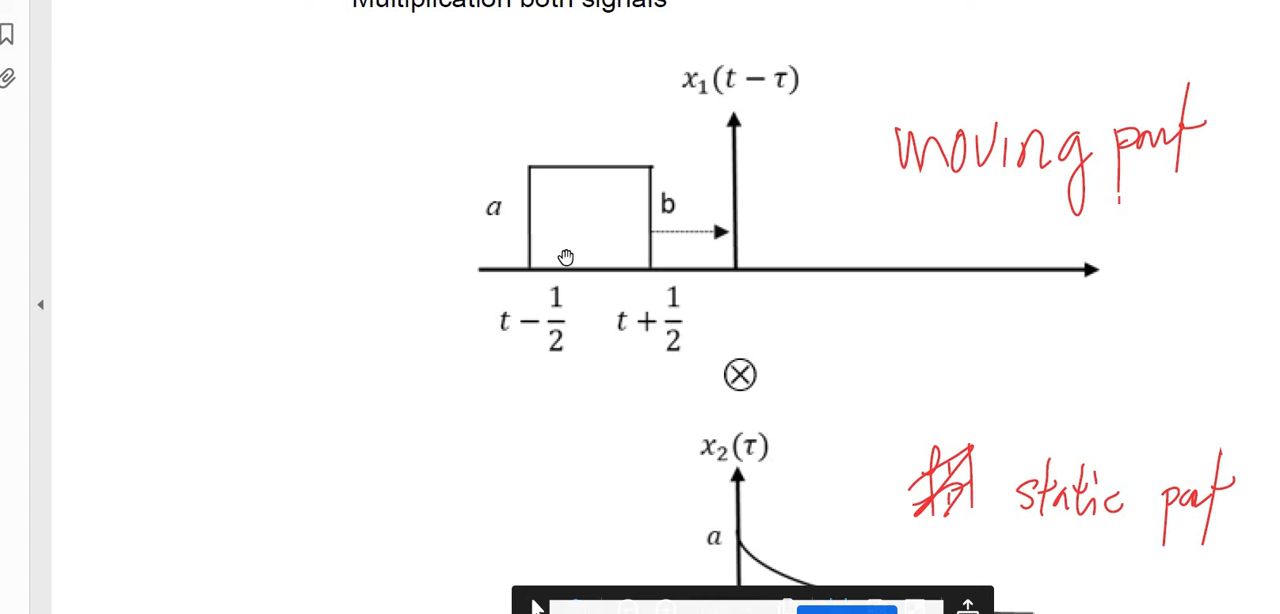 Multiplication both signals
x₁(t − τ)
moving part
a
b
t − 1/2
t + 1/2
x₂(τ)
static part
a